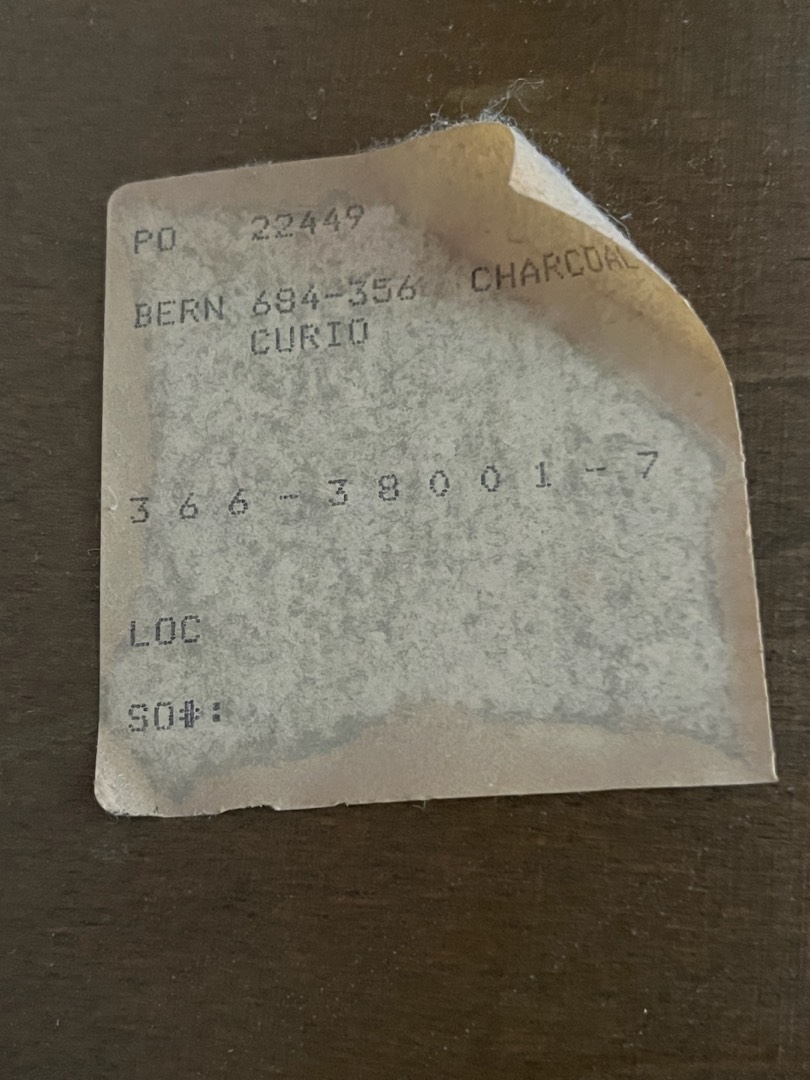 PO 22449
BERN 684-356 CHARCOAL
CURIO
366-38001-7
LOC
SO#: